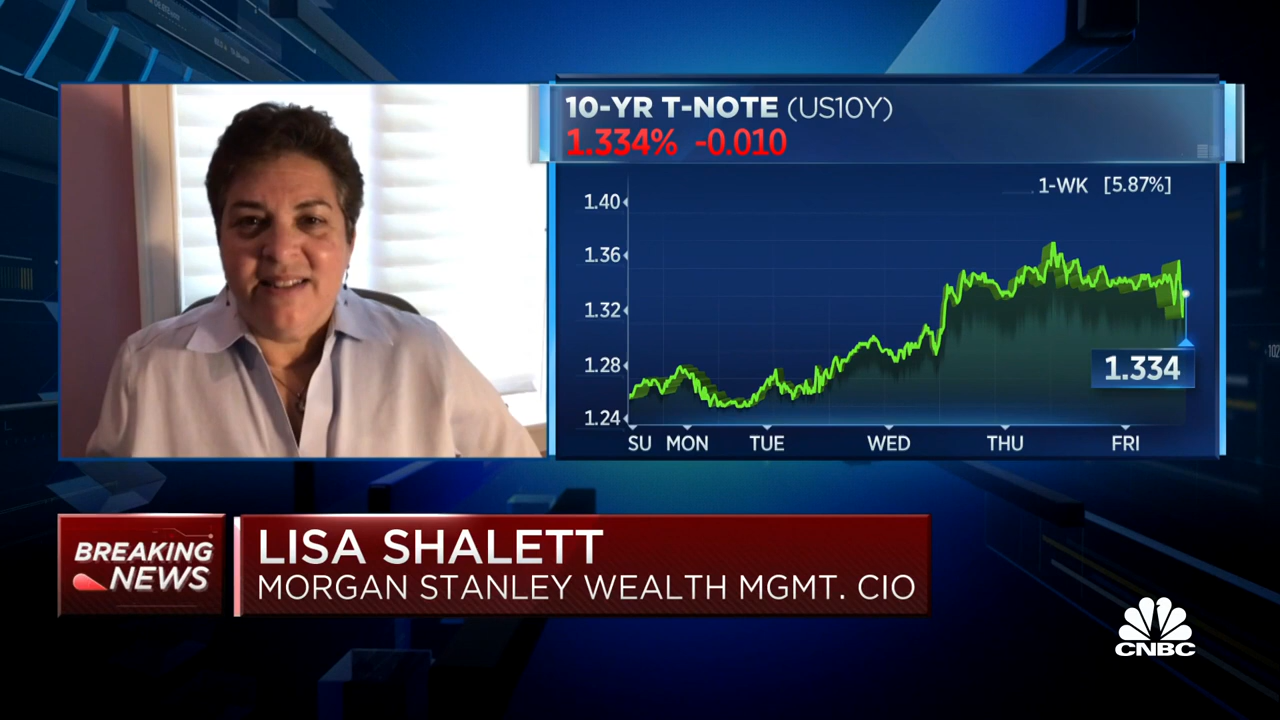 10-YR T-NOTE (US10Y)
1.334% -0.010
1-WK [5.87%]
1.40
1.36
1.32
1.28
1.24
1.334
SU MON TUE WED THU FRI
BREAKING
NEWS
LISA SHALETT
MORGAN STANLEY WEALTH MGMT. CIO
CNBC
102